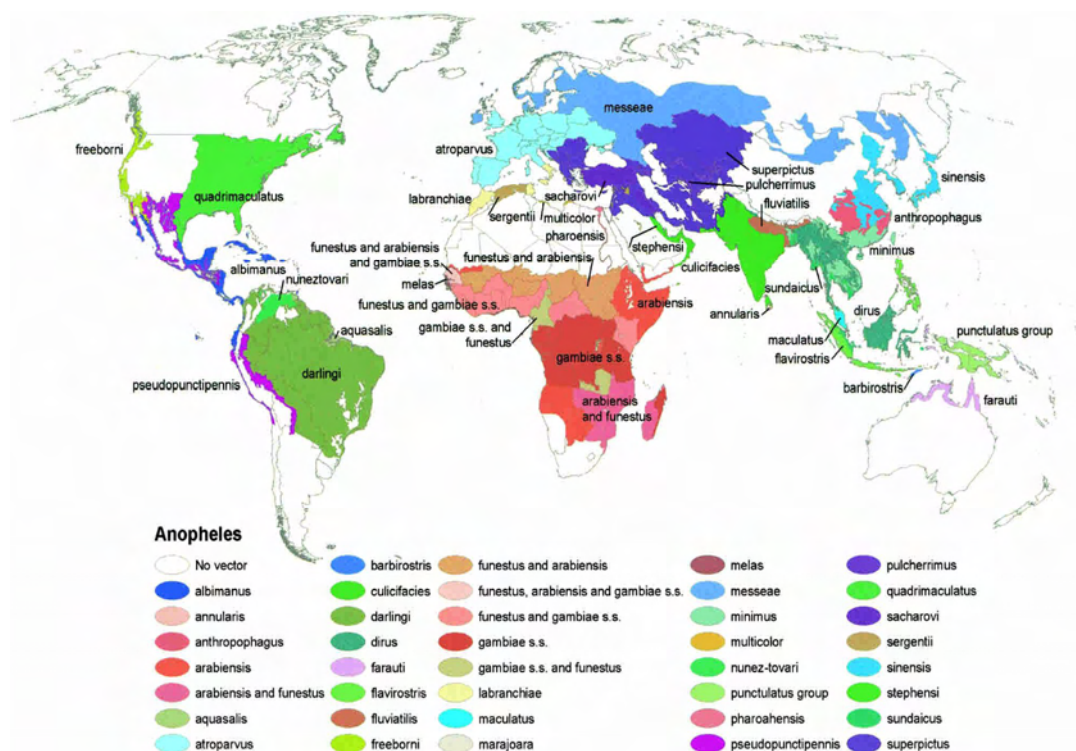 messeae
freeborni
atroparvus
superpictus
quadrimaculatus
labranchiae
sacharovi
pulcherrimus
sinensis
sergentii
multicolor
fluviatilis
anthropophagus
pharoensis
funestus and arabiensis
and gambiae s.s.
stephensi
minimus
funestus and arabiensis
albimanus
nuneztovari
melas
culicifacies
sundaicus
funestus and gambiae s.s.
arabiensis
annularis
dirus
aquasalis
gambiae s.s. and
funestus
maculatus
punctulatus group
gambiae s.s.
flavirostris
darlingi
pseudopunctipennis
barbirostris
arabiensis
and funestus
farauti
Anopheles
No vector
albimanus
annularis
anthropophagus
arabiensis
arabiensis and funestus
aquasalis
atroparvus
barbirostris
culicifacies
darlingi
dirus
farauti
flavirostris
fluviatilis
freeborni
funestus and arabiensis
funestus, arabiensis and gambiae s.s.
funestus and gambiae s.s.
gambiae s.s.
gambiae s.s. and funestus
labranchiae
maculatus
marajoara
melas
messeae
minimus
multicolor
nunez-tovari
punctulatus group
pharoahensis
pseudopunctipennis
pulcherrimus
quadrimaculatus
sacharovi
sergentii
sinensis
stephensi
sundaicus
superpictus